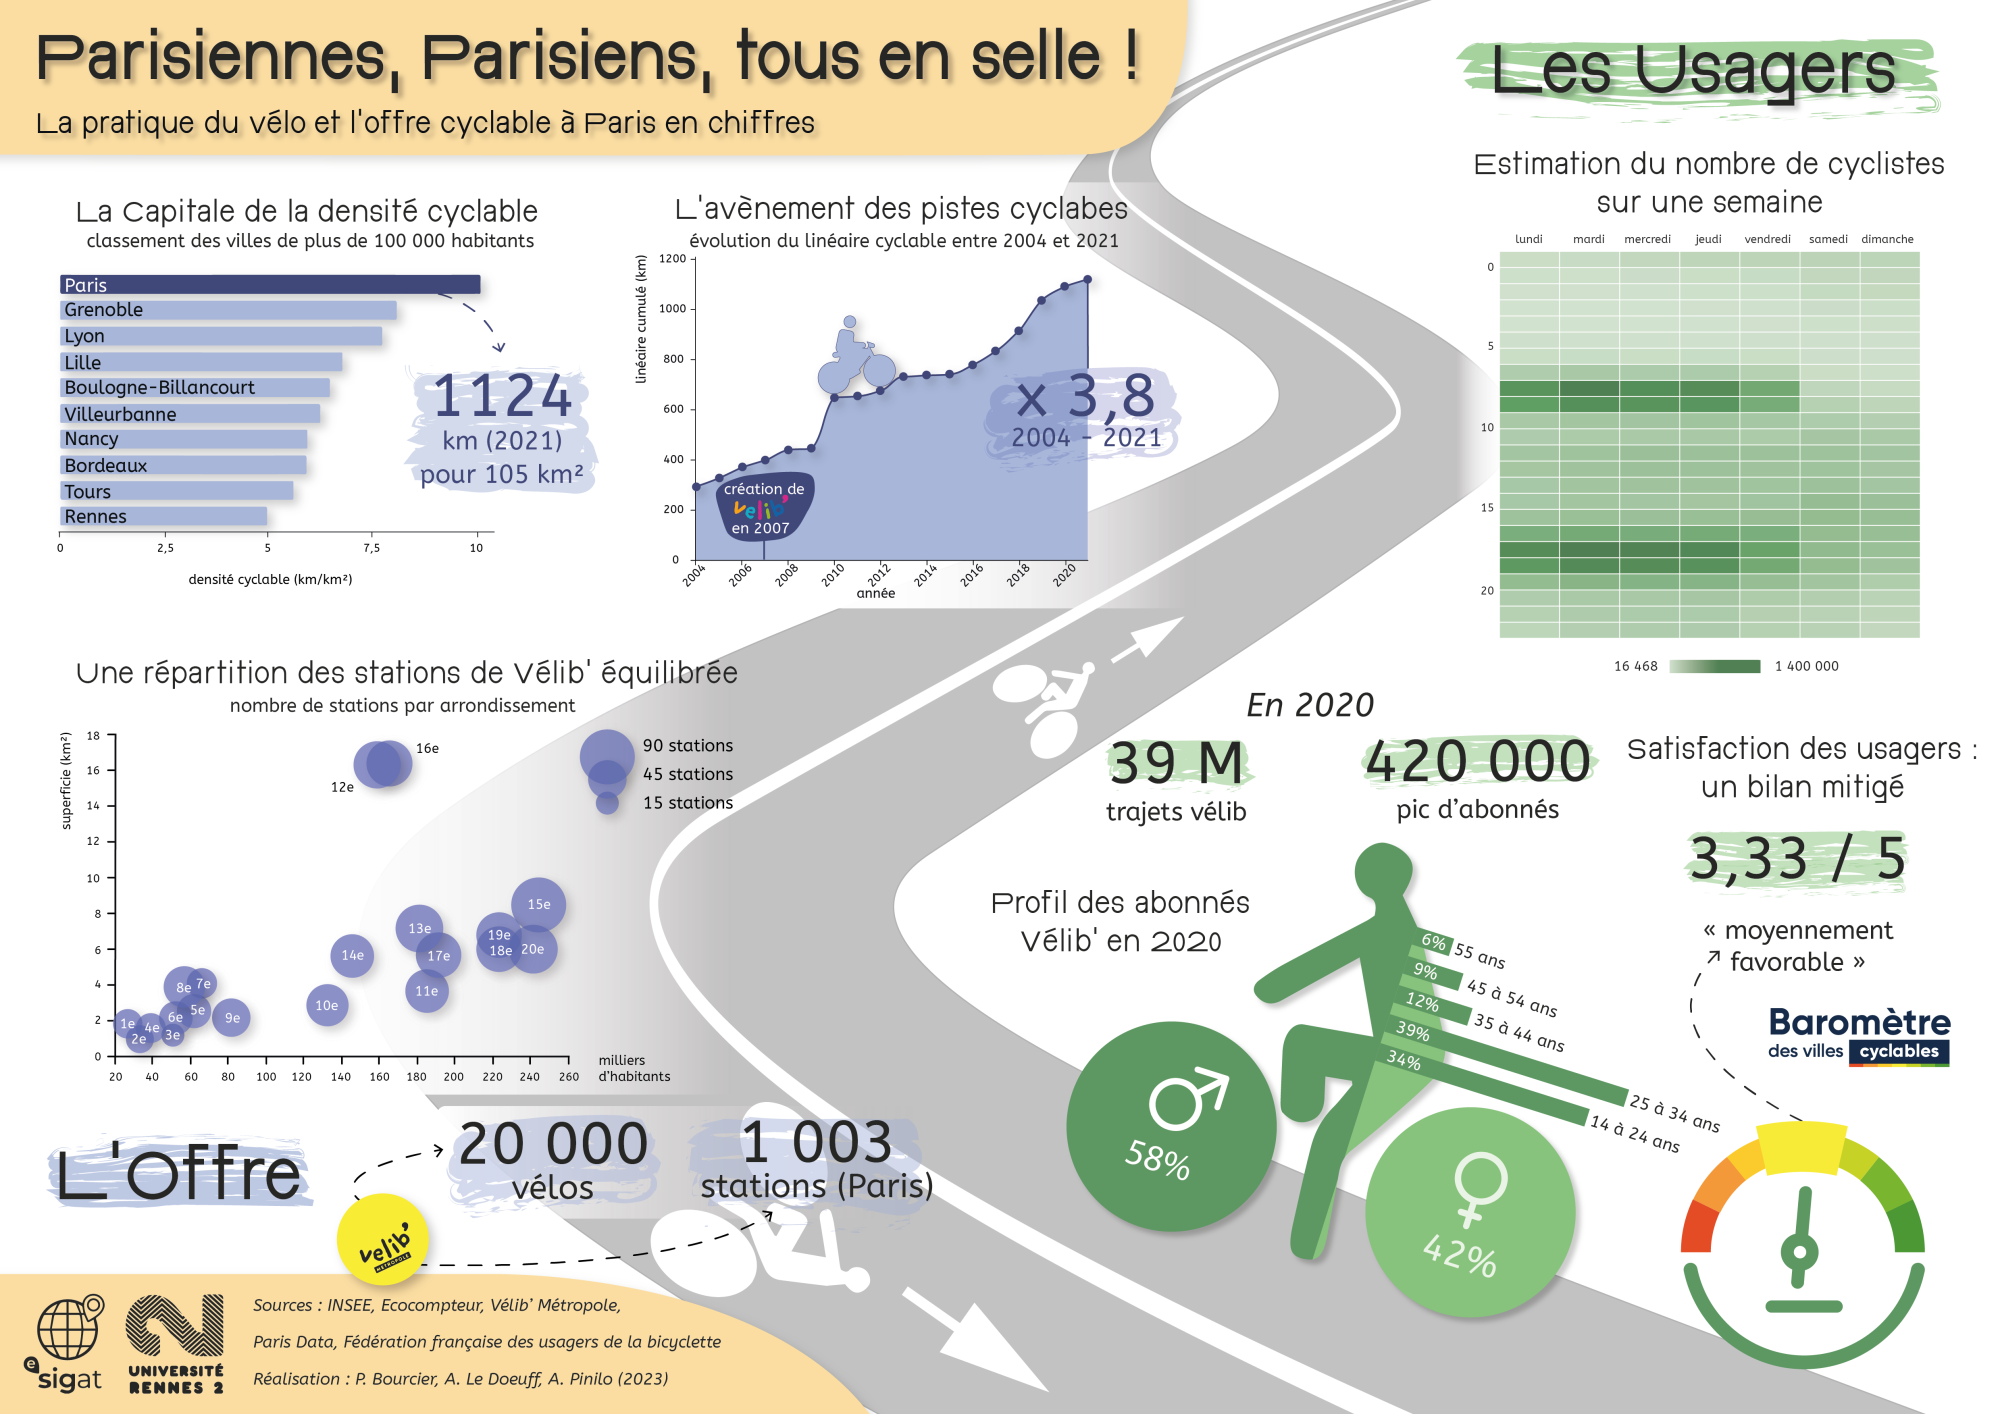 Parisiennes, Parisiens, tous en selle !
La pratique du vélo et l'offre cyclable à Paris en chiffres
La Capitale de la densité cyclable
classement des villes de plus de 100 000 habitants
Paris
Grenoble
Lyon
Lille
Boulogne-Billancourt
Villeurbanne
Nancy
Bordeaux
Tours
Rennes
0 2,5 5 7,5 10
densité cyclable (km/km²)
1124
km (2021)
pour 105 km²
L'avènement des pistes cyclabes
évolution du linéaire cyclable entre 2004 et 2021
linéaire cumulé (km)
1200
1000
800
600
400
200
0
création de
velib'
en 2007
x 3,8
2004 - 2021
2004 2006 2008 2010 2012 2014 2016 2018 2020
année
Une répartition des stations de Vélib' équilibrée
nombre de stations par arrondissement
superficie (km²)
18
16
14
12
10
8
6
4
2
0
16e
12e
90 stations
45 stations
15 stations
15e
13e
19e
18e
20e
14e
17e
11e
10e
8e
7e
5e
6e
9e
1e
4e
3e
2e
20 40 60 80 100 120 140 160 180 200 220 240 260
milliers
d'habitants
L'Offre
20 000
vélos
1 003
stations (Paris)
velib'
METROPOLE
Les Usagers
Estimation du nombre de cyclistes
sur une semaine
lundi mardi mercredi jeudi vendredi samedi dimanche
0
5
10
15
20
16 468 1 400 000
En 2020
39 M
trajets vélib
420 000
pic d'abonnés
Satisfaction des usagers :
un bilan mitigé
3,33 / 5
« moyennement
favorable »
Baromètre
des villes cyclables
Profil des abonnés
Vélib' en 2020
6% 55 ans
9% 45 à 54 ans
12% 35 à 44 ans
39% 25 à 34 ans
34% 14 à 24 ans
58%
42%
e
sigat
UNIVERSITÉ
RENNES 2
Sources : INSEE, Ecocompteur, Vélib' Métropole,
Paris Data, Fédération française des usagers de la bicyclette
Réalisation : P. Bourcier, A. Le Doeuff, A. Pinilo (2023)